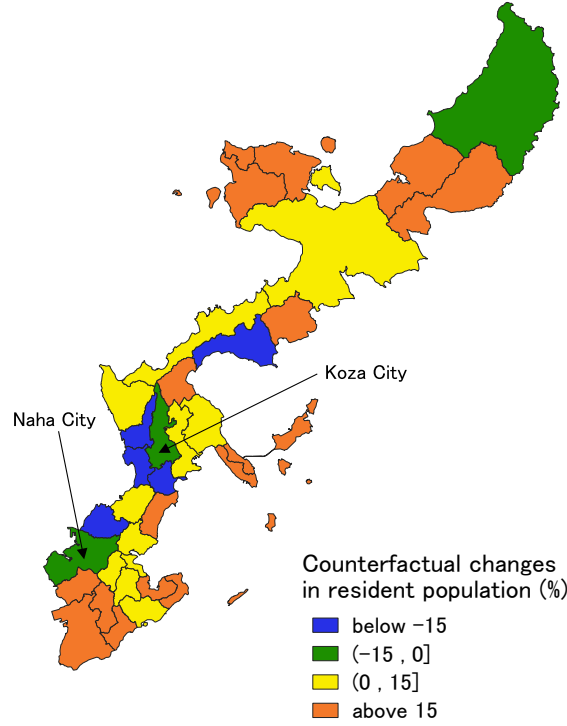 Koza City
Naha City
Counterfactual changes
in resident population (%)
below −15
(−15 , 0]
(0 , 15]
above 15